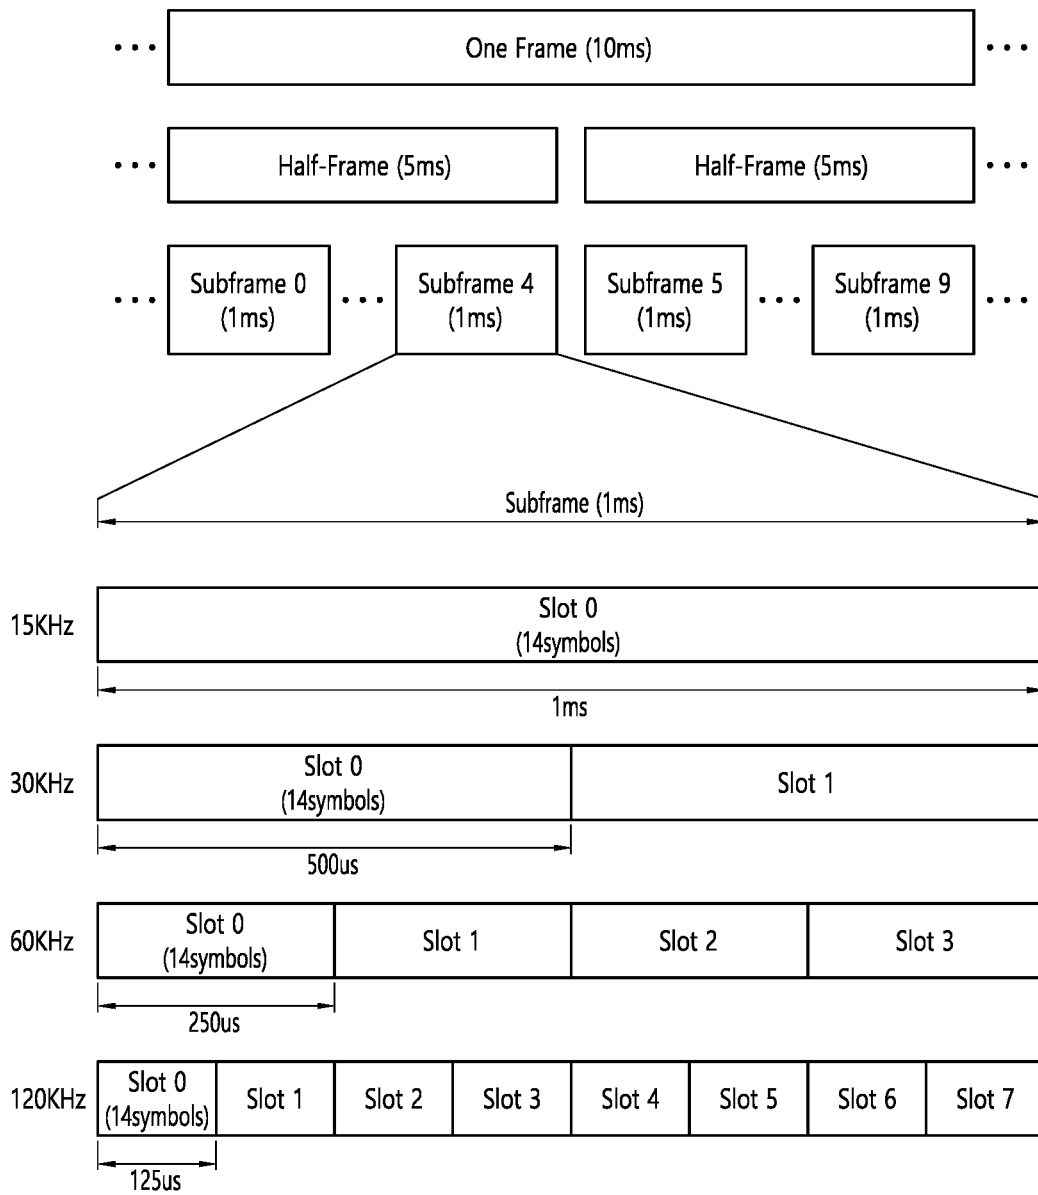 One Frame (10ms)
Half-Frame (5ms) Half-Frame (5ms)
Subframe 0 Subframe 4 Subframe 5 Subframe 9
(1ms) (1ms) (1ms) (1ms)
Subframe (1ms)
15KHz
Slot 0
(14symbols)
1ms
30KHz
Slot 0
(14symbols)
Slot 1
500us
60KHz
Slot 0
(14symbols)
Slot 1
Slot 2
Slot 3
250us
120KHz
Slot 0
(14symbols)
Slot 1
Slot 2
Slot 3
Slot 4
Slot 5
Slot 6
Slot 7
125us